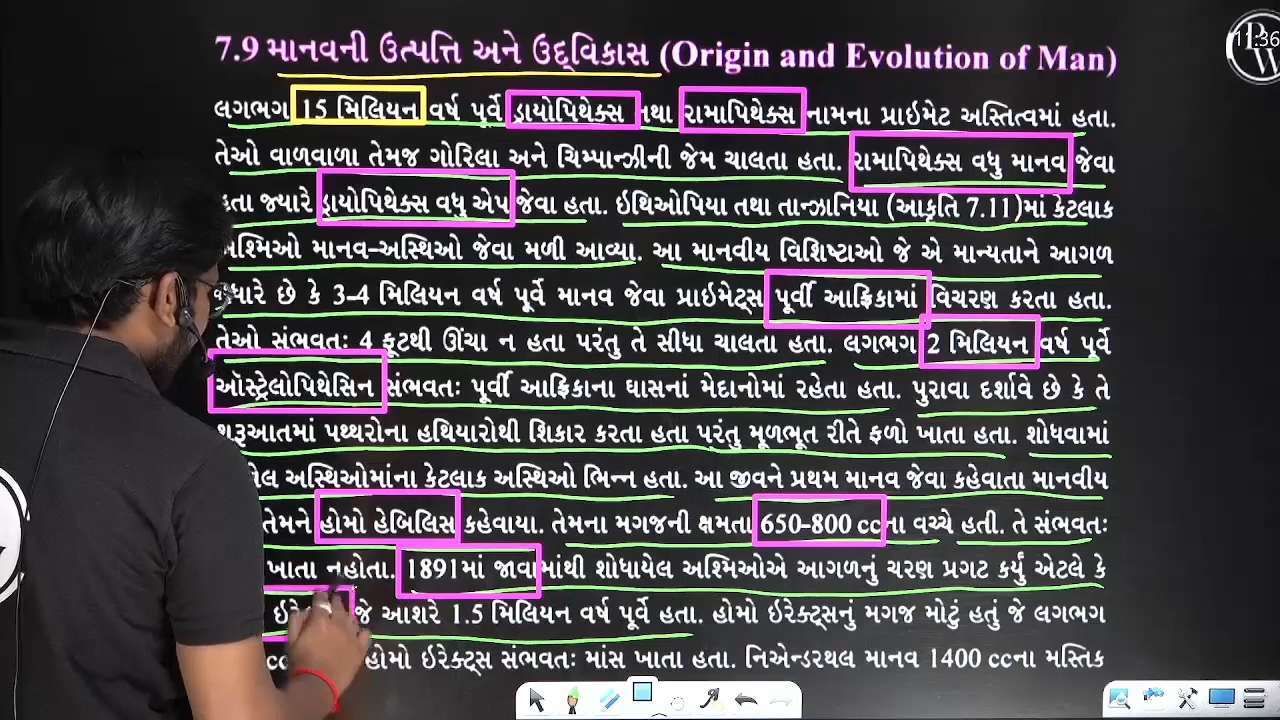 7.9 માનવની ઉત્પત્તિ અને ઉદ્‌વિકાસ (Origin and Evolution of Man)
લગભગ 15 મિલિયન વર્ષ પૂર્વે ડ્રાયોપિથેક્સ તથા રામાપિથેક્સ નામના પ્રાઇમેટ અસ્તિત્વમાં હતા.
તેઓ વાળવાળા તેમજ ગોરિલા અને ચિમ્પાન્ઝીની જેમ ચાલતા હતા. રામાપિથેક્સ વધુ માનવ જેવા
હતા જ્યારે ડ્રાયોપિથેક્સ વધુ એપ જેવા હતા. ઇથિઓપિયા તથા તાન્ઝાનિયા (આકૃતિ 7.11)માં કેટલાક
અશ્મિઓ માનવ-અસ્થિઓ જેવા મળી આવ્યા. આ માનવીય વિશિષ્ટાઓ જે એ માન્યતાને આગળ
વધારે છે કે 3-4 મિલિયન વર્ષ પૂર્વે માનવ જેવા પ્રાઇમેટ્સ પૂર્વી આફ્રિકામાં વિચરણ કરતા હતા.
તેઓ સંભવતઃ 4 ફૂટથી ઊંચા ન હતા પરંતુ તે સીધા ચાલતા હતા. લગભગ 2 મિલિયન વર્ષ પૂર્વે
ઑસ્ટ્રેલોપિથેસિન સંભવતઃ પૂર્વી આફ્રિકાના ઘાસનાં મેદાનોમાં રહેતા હતા. પુરાવા દર્શાવે છે કે તે
શરૂઆતમાં પથ્થરોના હથિયારોથી શિકાર કરતા હતા પરંતુ મૂળભૂત રીતે ફળો ખાતા હતા. શોધવામાં
અસ્થિઓમાંના કેટલાક અસ્થિઓ ભિન્ન હતા. આ જીવને પ્રથમ માનવ જેવા કહેવાતા માનવીય
તેમને હોમો હેબિલિસ કહેવાયા. તેમના મગજની ક્ષમતા 650-800 ccના વચ્ચે હતી. તે સંભવતઃ
ખાતા નહોતા. 1891માં જાવામાંથી શોધાયેલ અશ્મિઓએ આગળનું ચરણ પ્રગટ કર્યું એટલે કે
જે આશરે 1.5 મિલિયન વર્ષ પૂર્વે હતા. હોમો ઇરેક્ટ્સનું મગજ મોટું હતું જે લગભગ
હોમો ઇરેક્ટ્સ સંભવતઃ માંસ ખાતા હતા. નિએન્ડરથલ માનવ 1400 ccના મસ્તિક